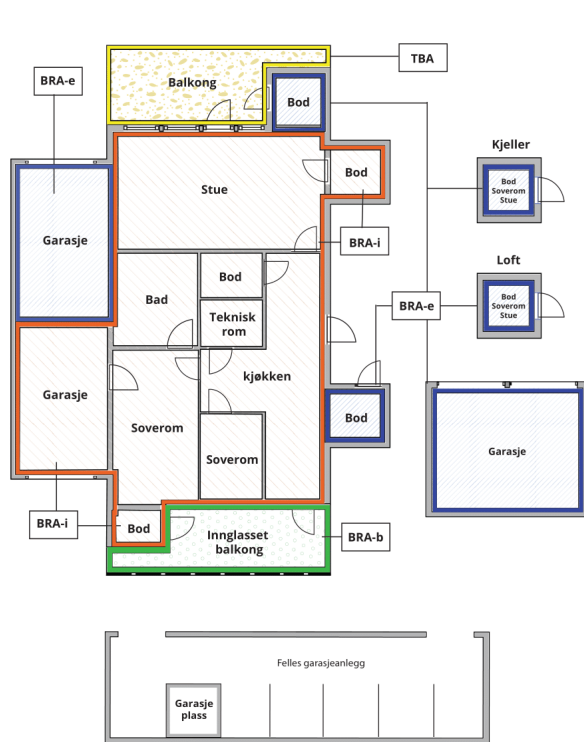 TBA
BRA-e
Balkong
Bod
Kjeller
Bod
Soverom
Stue
Bod
Stue
Garasje
BRA-i
Loft
Bod
Bad
Bod
Soverom
Stue
BRA-e
Teknisk
rom
kjøkken
Garasje
Bod
Soverom
Garasje
Soverom
BRA-i
Bod
Innglasset
balkong
BRA-b
Felles garasjeanlegg
Garasje
plass